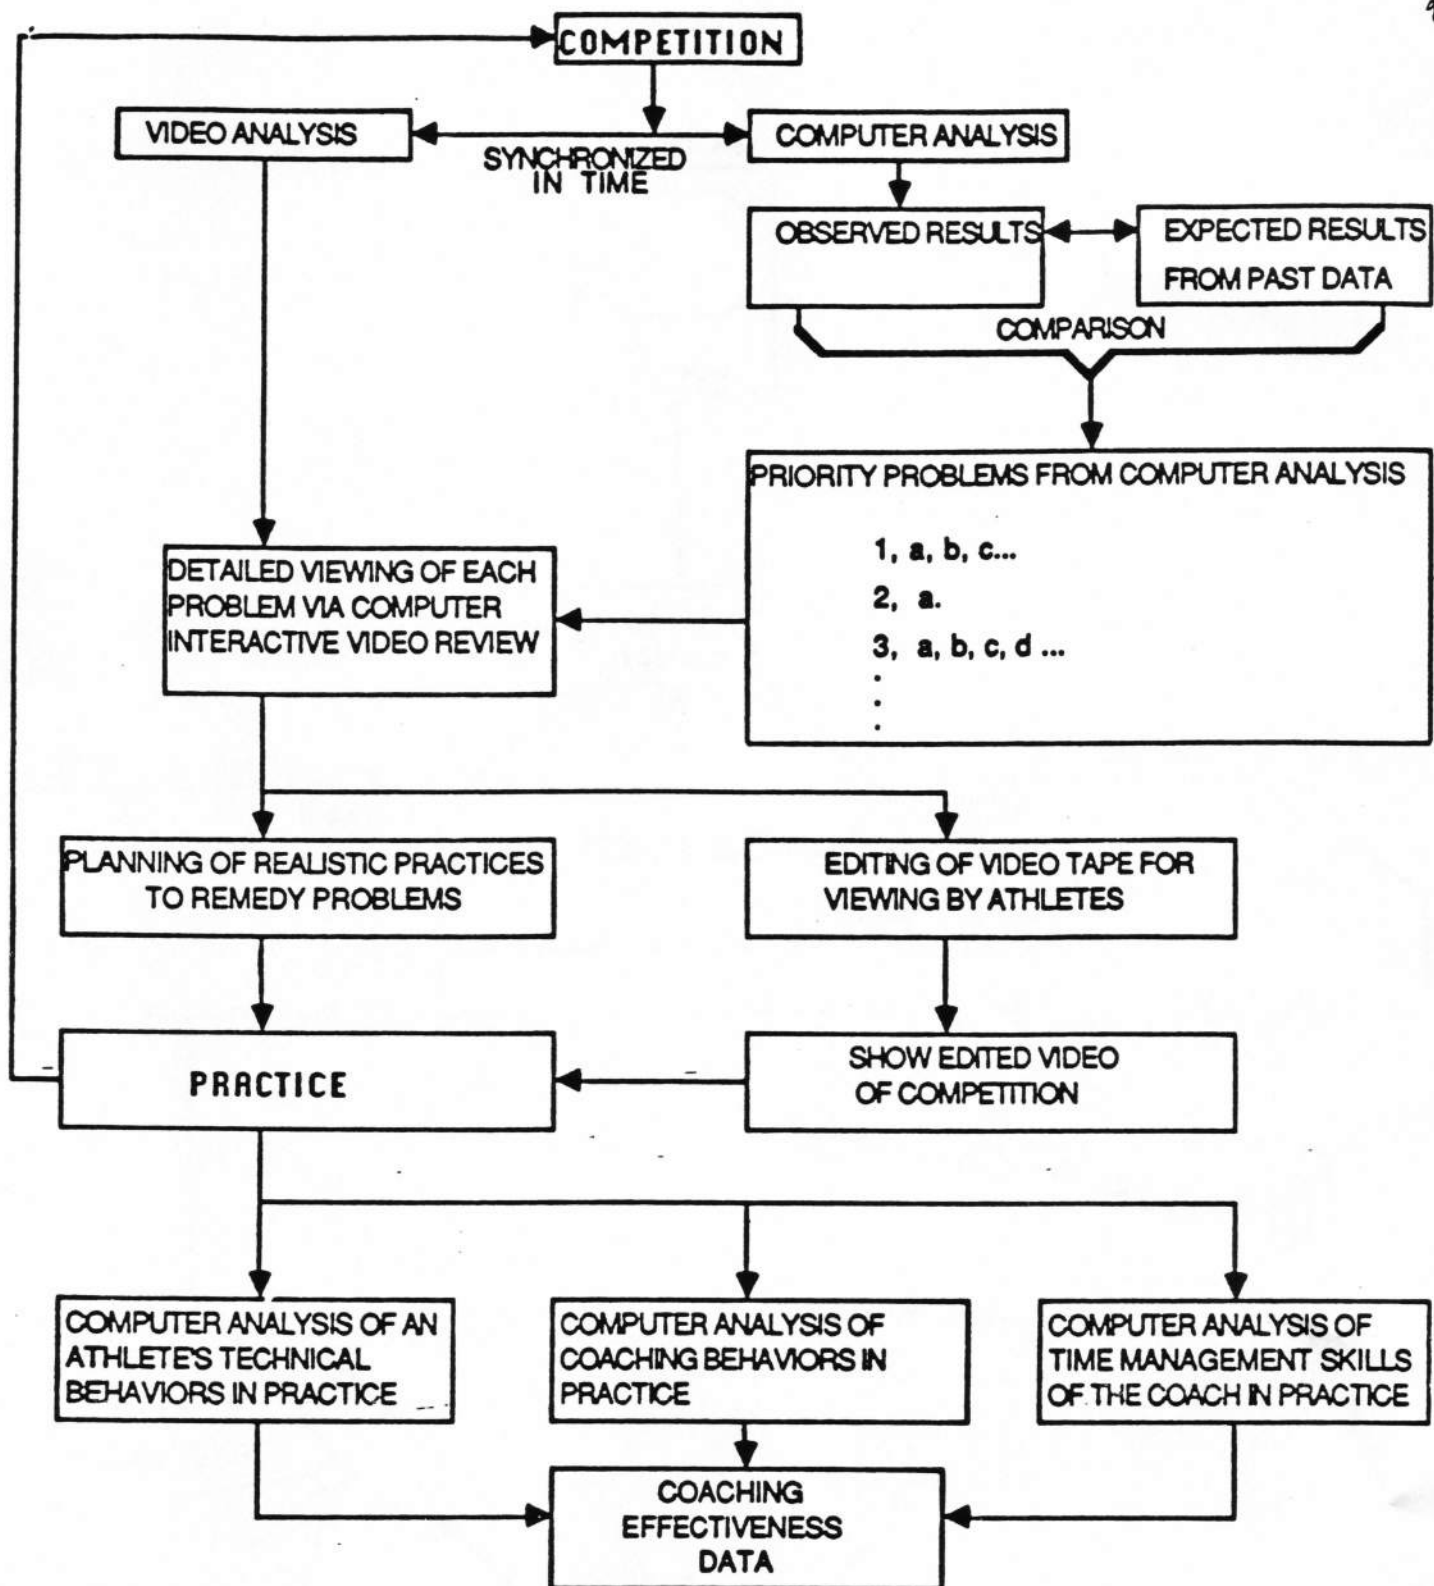 COMPETITION
VIDEO ANALYSIS
SYNCHRONIZED
IN TIME
COMPUTER ANALYSIS
OBSERVED RESULTS
EXPECTED RESULTS
FROM PAST DATA
COMPARISON
PRIORITY PROBLEMS FROM COMPUTER ANALYSIS
1, a, b, c...
2, a.
3, a, b, c, d ...
.
.
.
DETAILED VIEWING OF EACH
PROBLEM VIA COMPUTER
INTERACTIVE VIDEO REVIEW
PLANNING OF REALISTIC PRACTICES
TO REMEDY PROBLEMS
EDITING OF VIDEO TAPE FOR
VIEWING BY ATHLETES
PRACTICE
SHOW EDITED VIDEO
OF COMPETITION
COMPUTER ANALYSIS OF AN
ATHLETE'S TECHNICAL
BEHAVIORS IN PRACTICE
COMPUTER ANALYSIS OF
COACHING BEHAVIORS IN
PRACTICE
COMPUTER ANALYSIS OF
TIME MANAGEMENT SKILLS
OF THE COACH IN PRACTICE
COACHING
EFFECTIVENESS
DATA